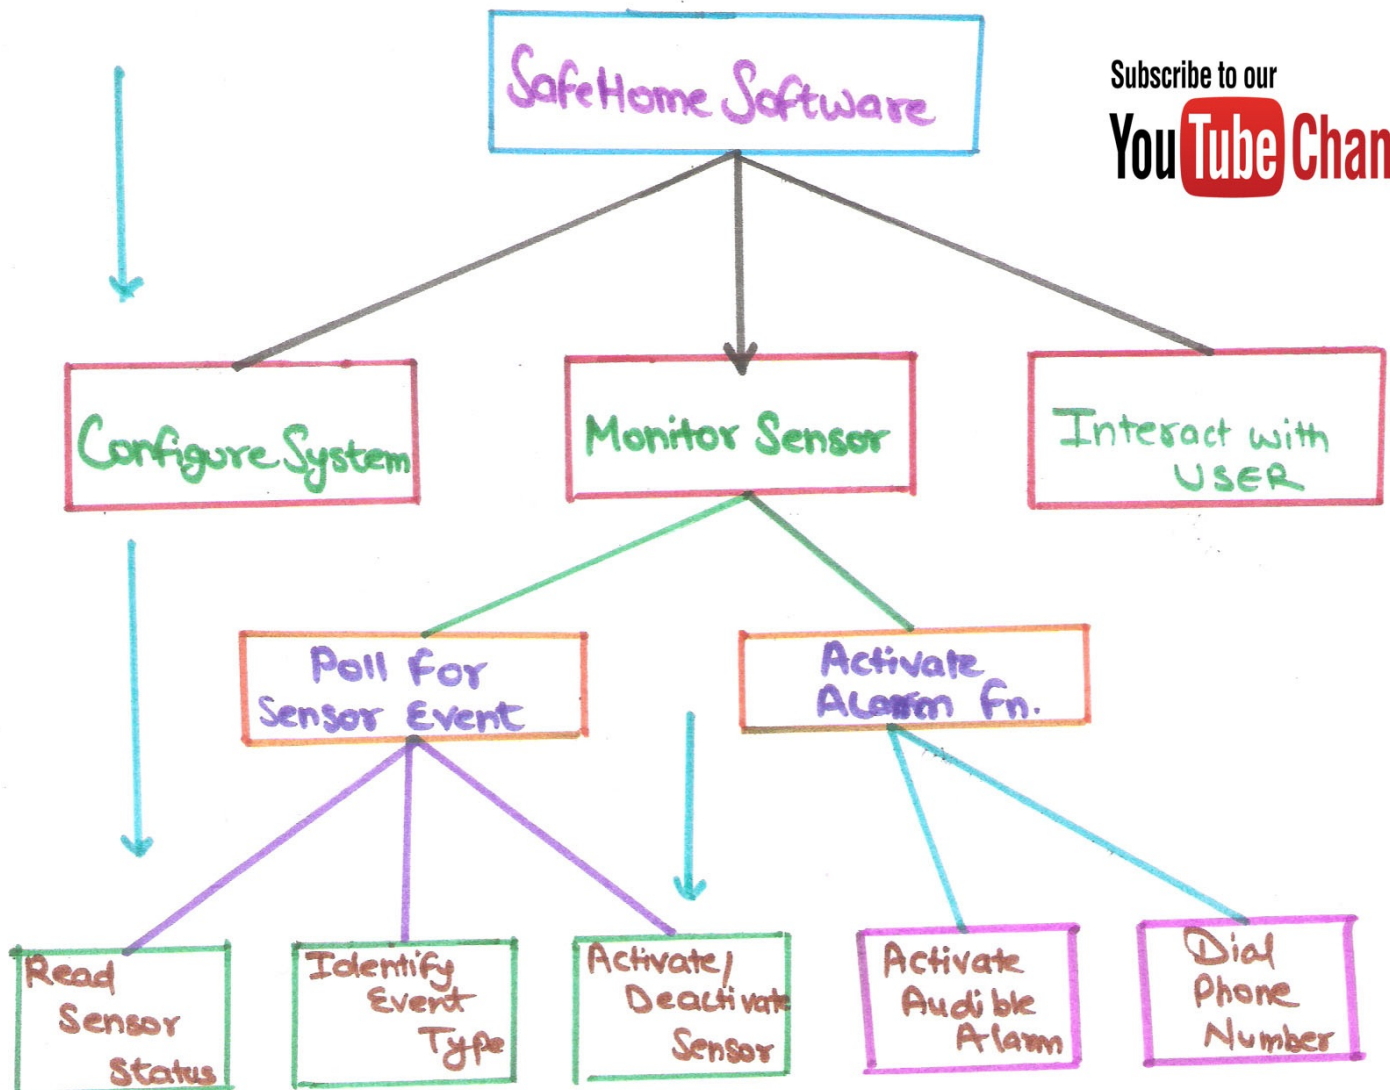 SafeHome Software
Subscribe to our
YouTube Chan
Configure System
Monitor Sensor
Interact with
USER
Poll For
Sensor Event
Activate
Alarm Fn.
Read
Sensor
Status
Identify
Event
Type
Activate/
Deactivate
Sensor
Activate
Audible
Alarm
Dial
Phone
Number